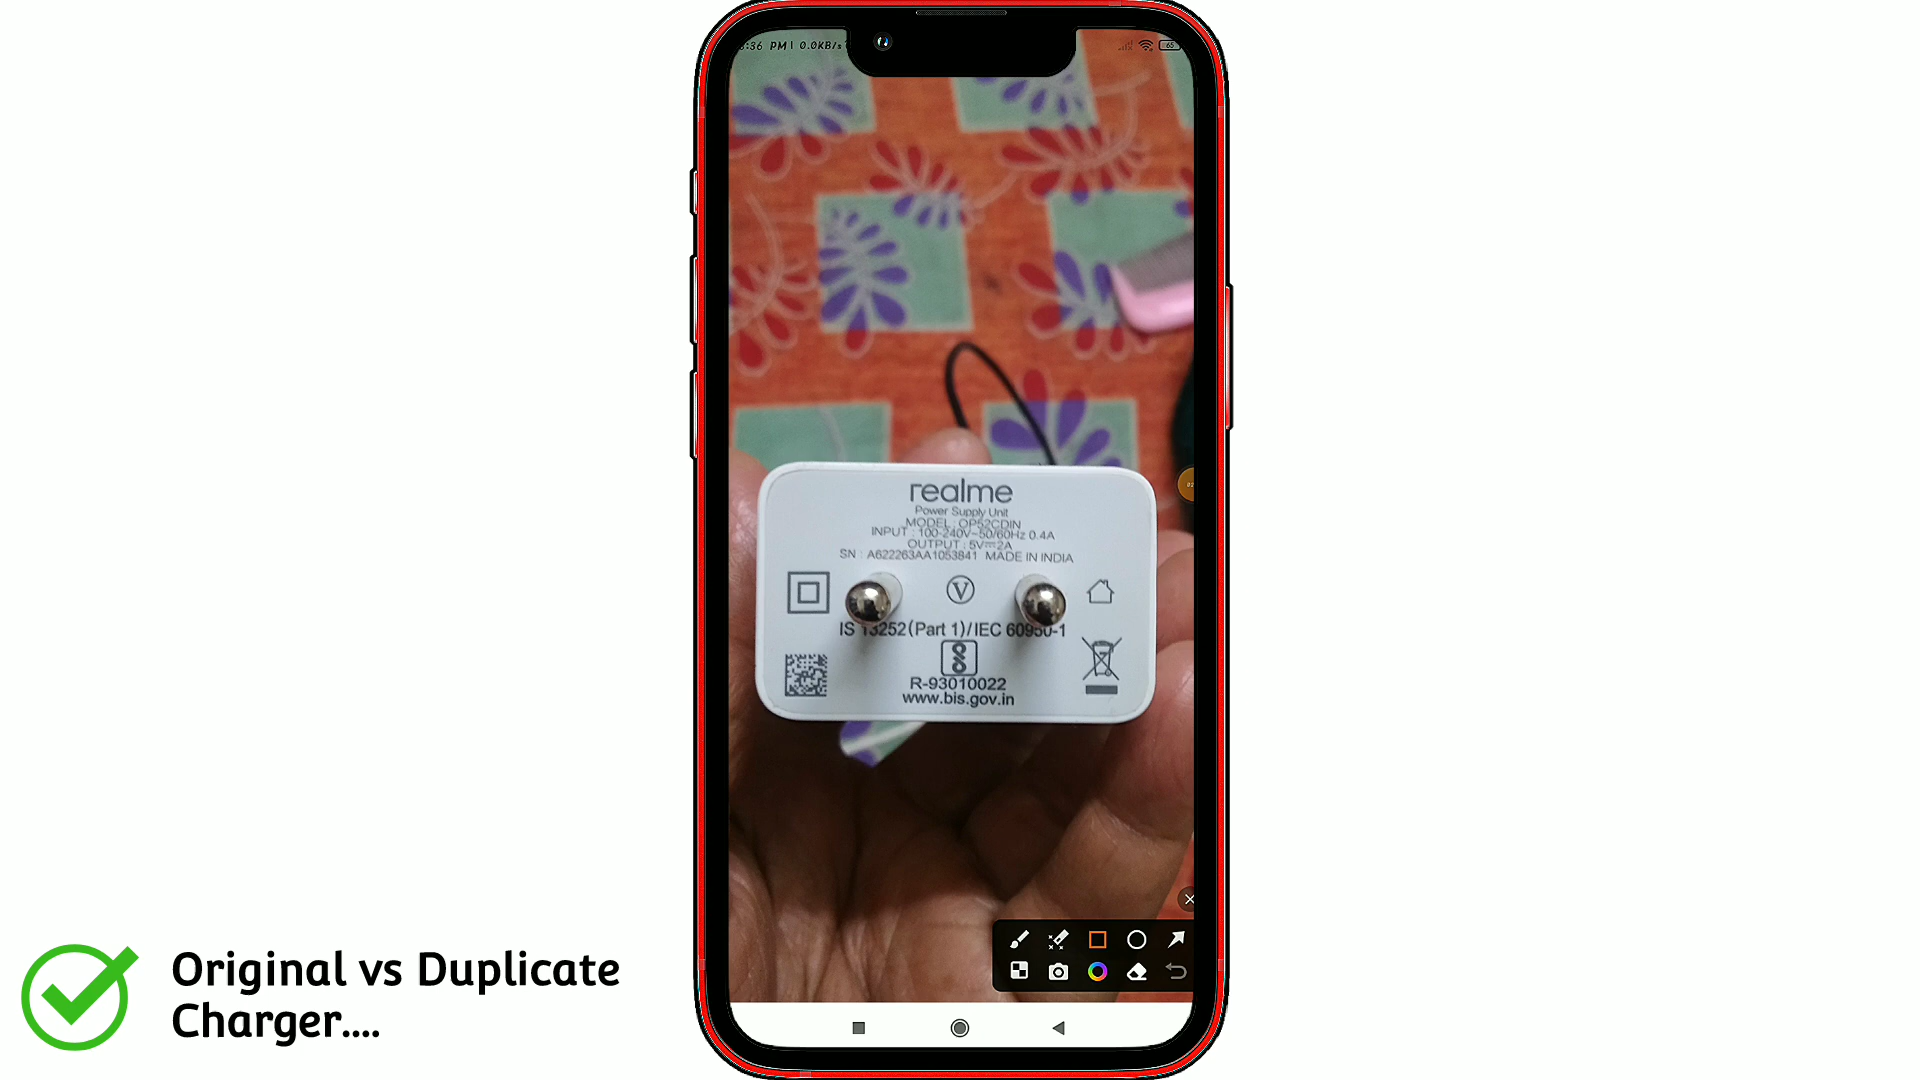 :36 PM | 0.0KB/s
65
realme
Power Supply Unit
MODEL : OP52CDIN
INPUT : 100-240V~50/60Hz 0.4A
OUTPUT : 5V⎓2A
SN : A622263AA1053841 MADE IN INDIA
V
IS 13252(Part 1)/IEC 60950-1
R-93010022
www.bis.gov.in
Original vs Duplicate
Charger....